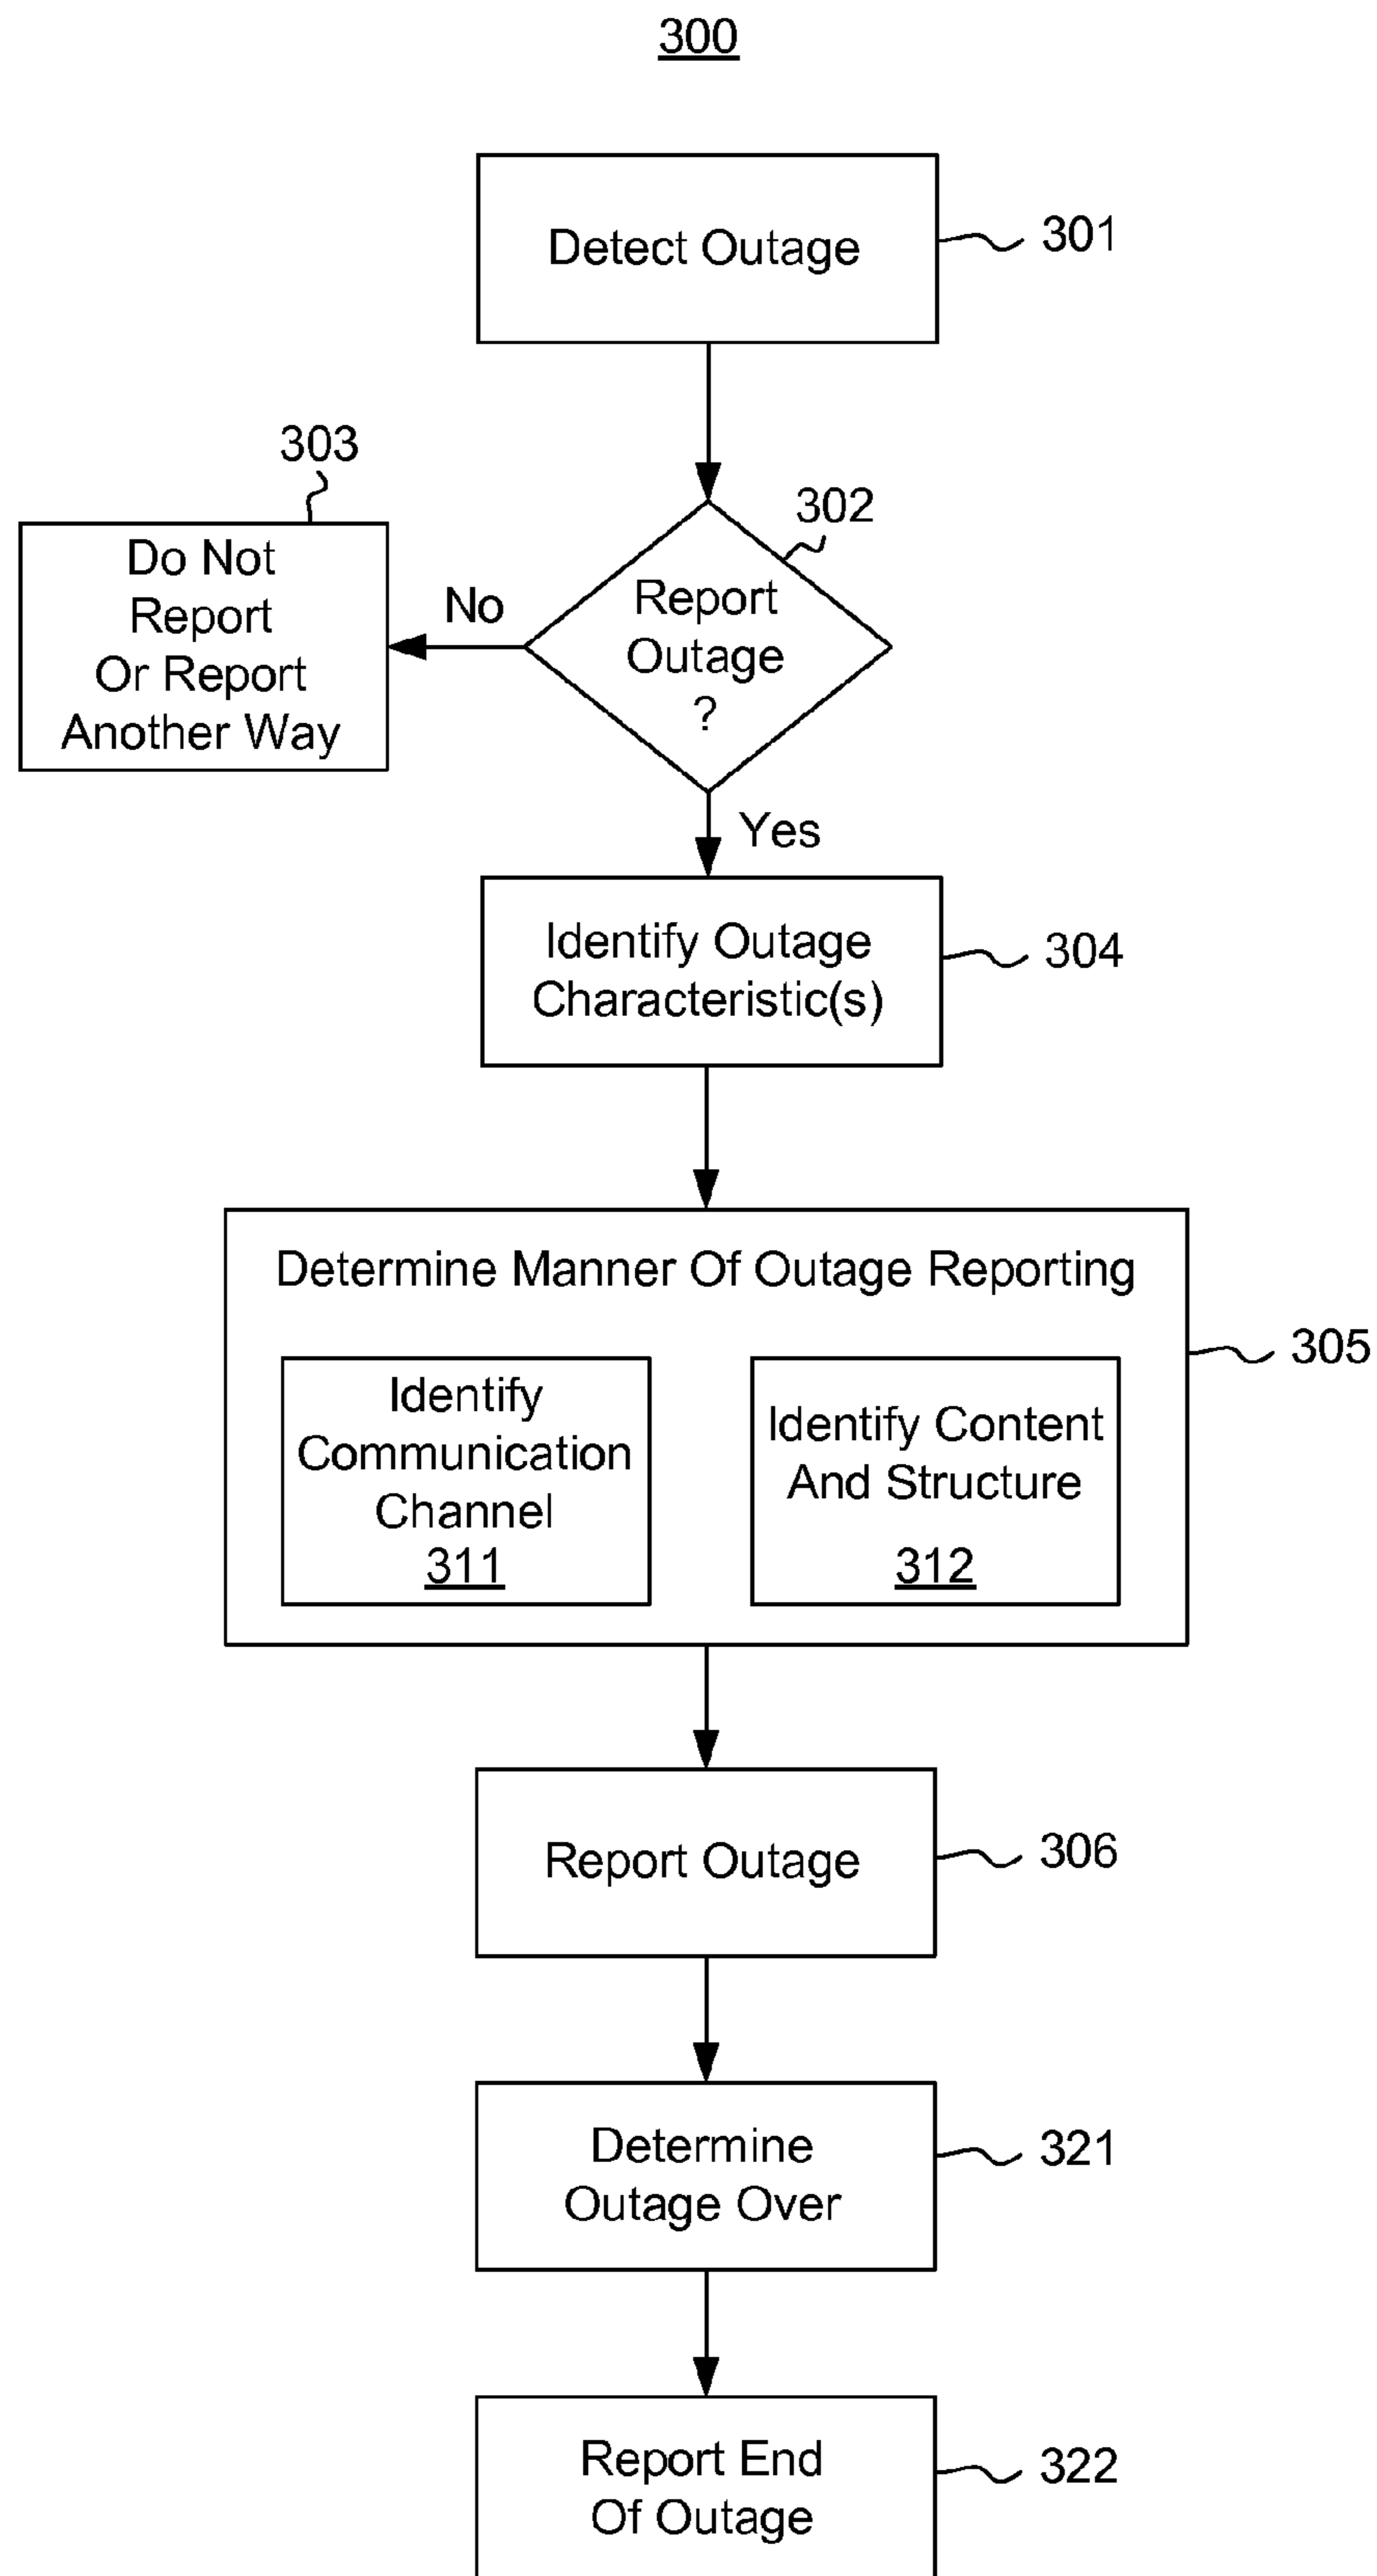 300
Detect Outage
301
303
302
Do Not
Report
Or Report
Another Way
No
Report
Outage
?
Yes
Identify Outage
Characteristic(s)
304
Determine Manner Of Outage Reporting
305
Identify
Communication
Channel
311
Identify Content
And Structure
312
Report Outage
306
Determine
Outage Over
321
Report End
Of Outage
322